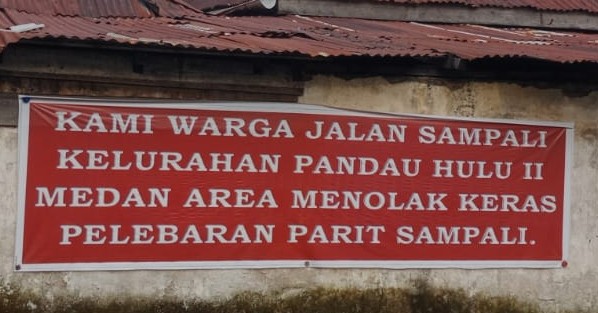 KAMI WARGA JALAN SAMPALI
KELURAHAN PANDAU HULU II
MEDAN AREA MENOLAK KERAS
PELEBARAN PARIT SAMPALI.